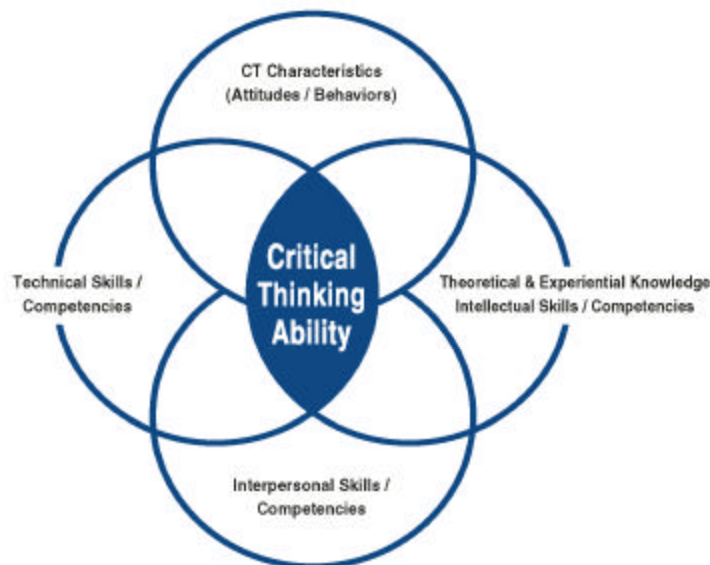 CT Characteristics
(Attitudes / Behaviors)
Technical Skills /
Competencies
Critical
Thinking
Ability
Theoretical & Experiential Knowledge
Intellectual Skills / Competencies
Interpersonal Skills /
Competencies